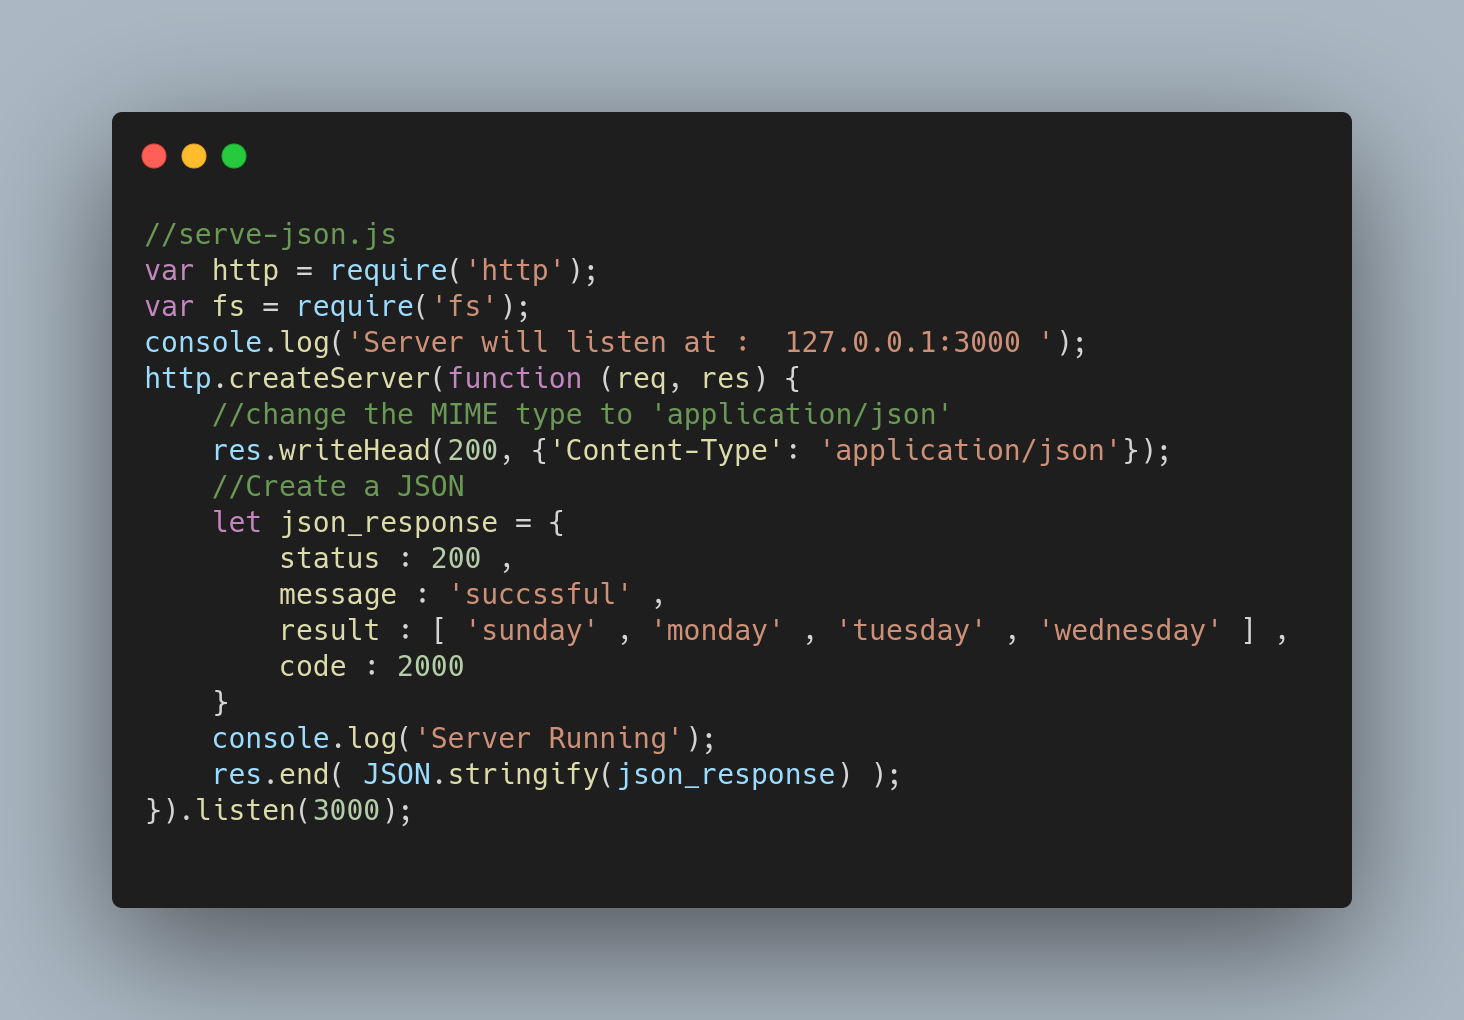 //serve-json.js
var http = require('http');
var fs = require('fs');
console.log('Server will listen at :  127.0.0.1:3000 ');
http.createServer(function (req, res) {
    //change the MIME type to 'application/json'
    res.writeHead(200, {'Content-Type': 'application/json'});
    //Create a JSON
    let json_response = {
        status : 200 ,
        message : 'succssful' ,
        result : [ 'sunday' , 'monday' , 'tuesday' , 'wednesday' ] ,
        code : 2000
    }
    console.log('Server Running');
    res.end( JSON.stringify(json_response) );
}).listen(3000);